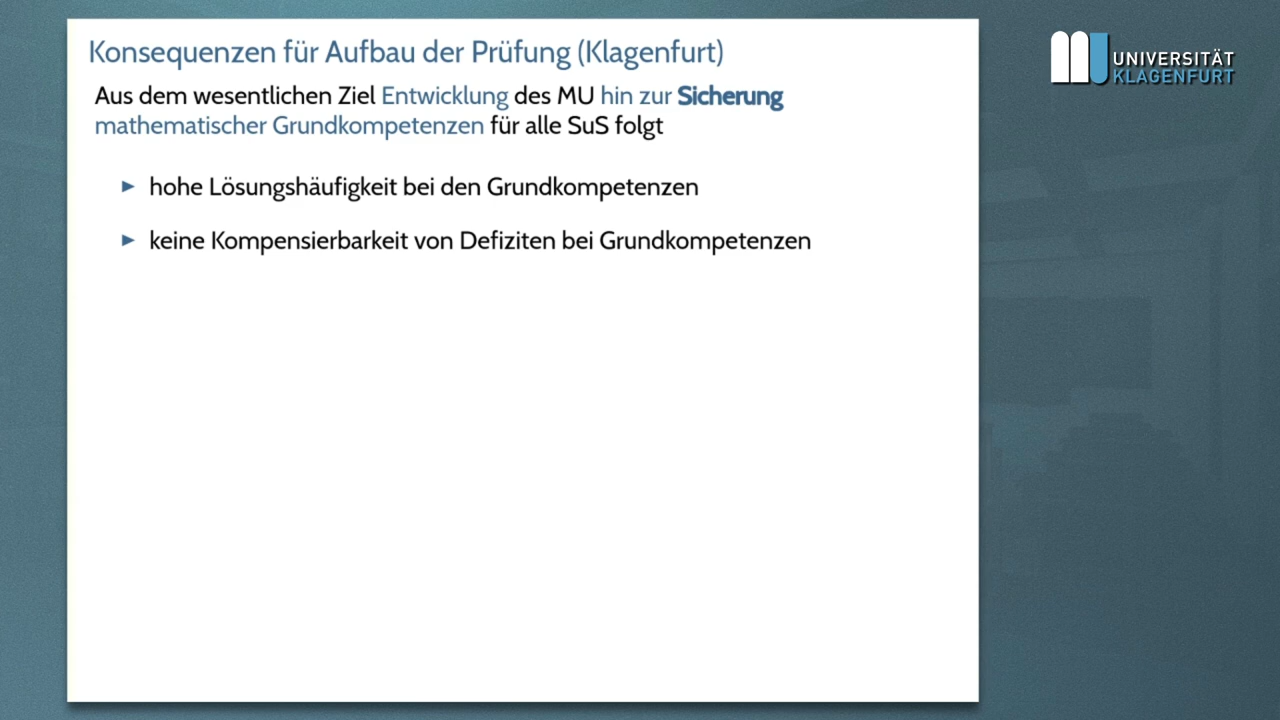 Konsequenzen für Aufbau der Prüfung (Klagenfurt)
Aus dem wesentlichen Ziel Entwicklung des MU hin zur Sicherung
mathematischer Grundkompetenzen für alle SuS folgt
► hohe Lösungshäufigkeit bei den Grundkompetenzen
► keine Kompensierbarkeit von Defiziten bei Grundkompetenzen
UNIVERSITÄT
KLAGENFURT